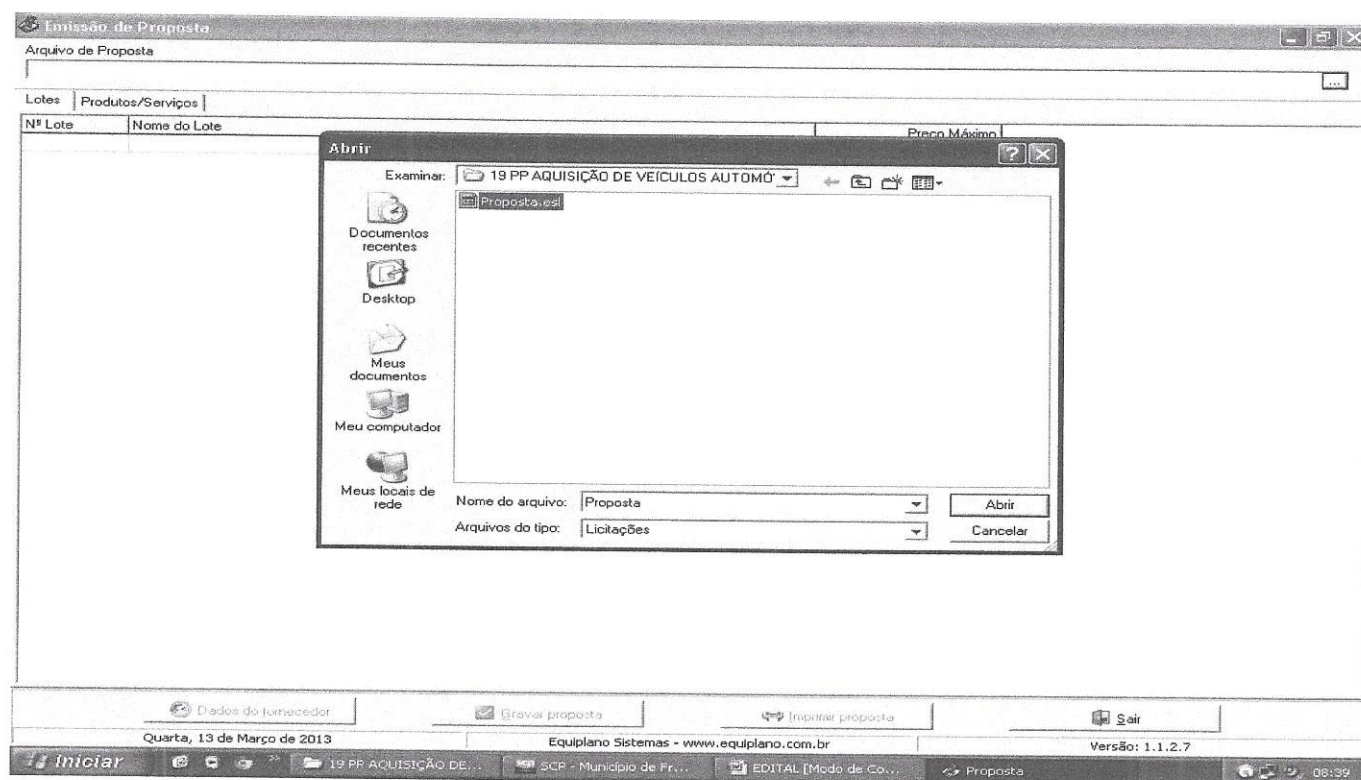 Emissão de Proposta
Arquivo de Proposta
...
Lotes Produtos/Serviços
Nº Lote Nome do Lote Preço Máximo
Abrir
Examinar: 19 PP AQUISIÇÃO DE VEÍCULOS AUTOMÓ
Proposta.esl
Documentos
recentes
Desktop
Meus
documentos
Meu computador
Meus locais de
rede
Nome do arquivo: Proposta Abrir
Arquivos do tipo: Licitações Cancelar
Dados do fornecedor Gravar proposta Imprimir proposta Sair
Quarta, 13 de Março de 2013 Equiplano Sistemas - www.equiplano.com.br Versão: 1.1.2.7
Iniciar » 19 PP AQUISIÇÃO DE... SCP - Município de Fr... EDITAL [Modo de Co... Proposta 08:39